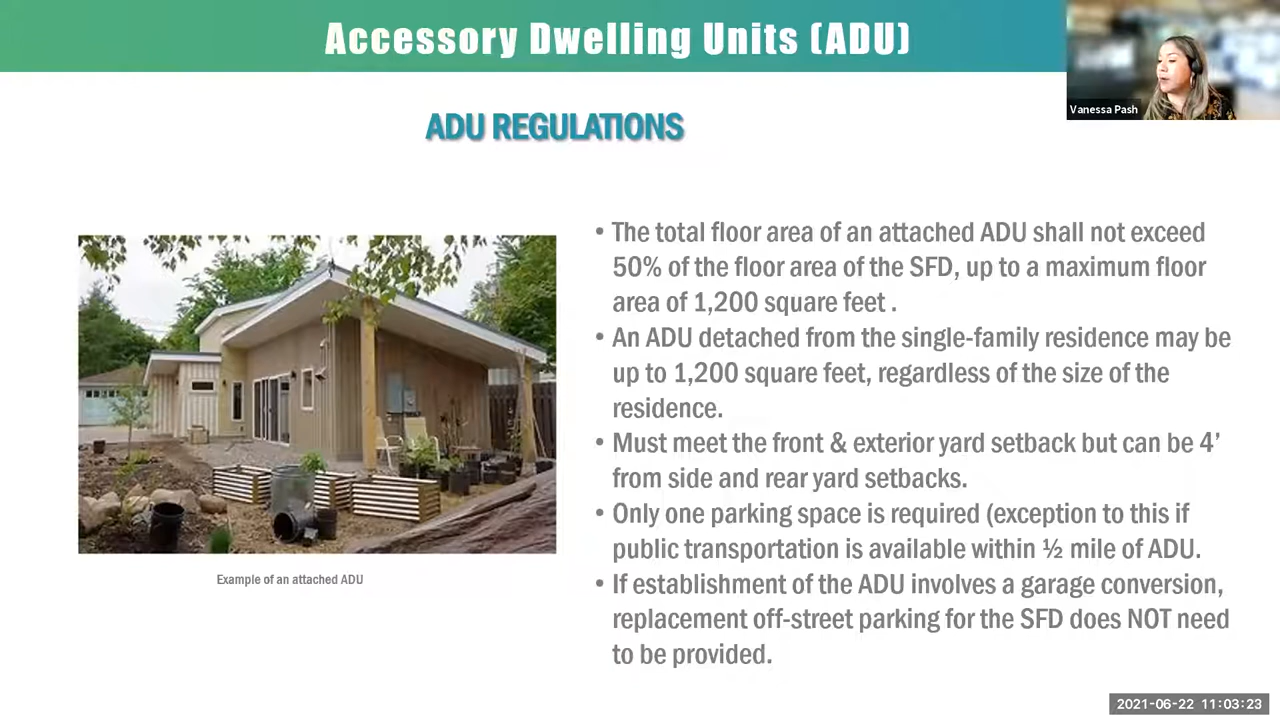 Accessory Dwelling Units (ADU)
Vanessa Pash
ADU REGULATIONS
• The total floor area of an attached ADU shall not exceed
50% of the floor area of the SFD, up to a maximum floor
area of 1,200 square feet .
• An ADU detached from the single-family residence may be
up to 1,200 square feet, regardless of the size of the
residence.
• Must meet the front & exterior yard setback but can be 4’
from side and rear yard setbacks.
• Only one parking space is required (exception to this if
public transportation is available within ½ mile of ADU.
• If establishment of the ADU involves a garage conversion,
replacement off-street parking for the SFD does NOT need
to be provided.
Example of an attached ADU
2021-06-22 11:03:23